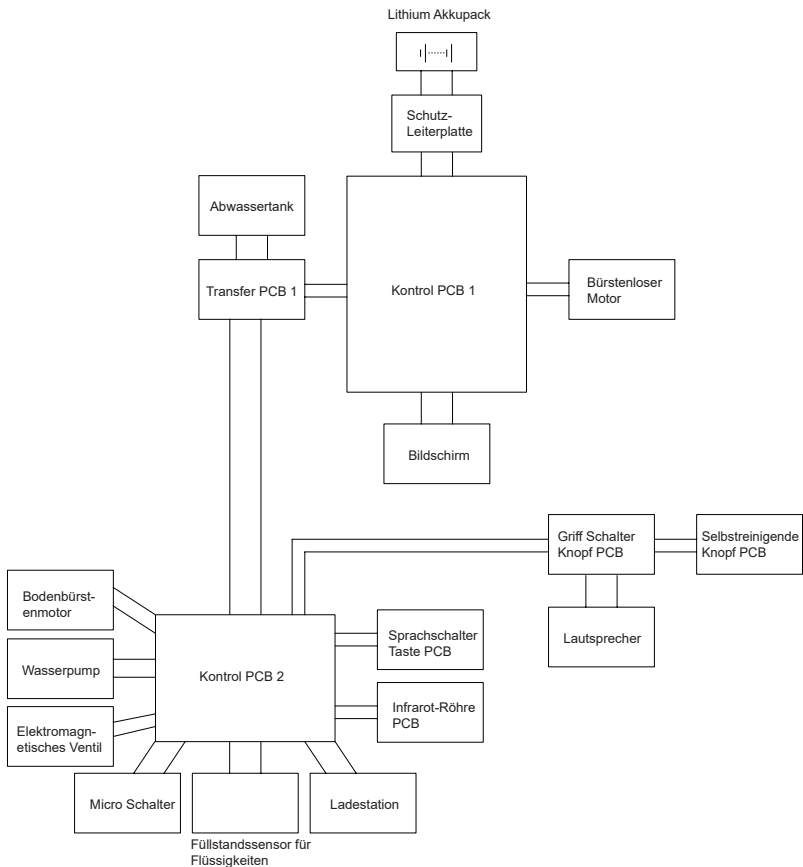 Lithium Akkupack
Schutz-
Leiterplatte
Abwassertank
Transfer PCB 1
Kontrol PCB 1
Bürstenloser
Motor
Bildschirm
Griff Schalter
Knopf PCB
Selbstreinigende
Knopf PCB
Bodenbürst-
enmotor
Lautsprecher
Sprachschalter
Taste PCB
Wasserpump
Kontrol PCB 2
Infrarot-Röhre
PCB
Elektromagn-
etisches Ventil
Micro Schalter
Ladestation
Füllstandssensor für
Flüssigkeiten